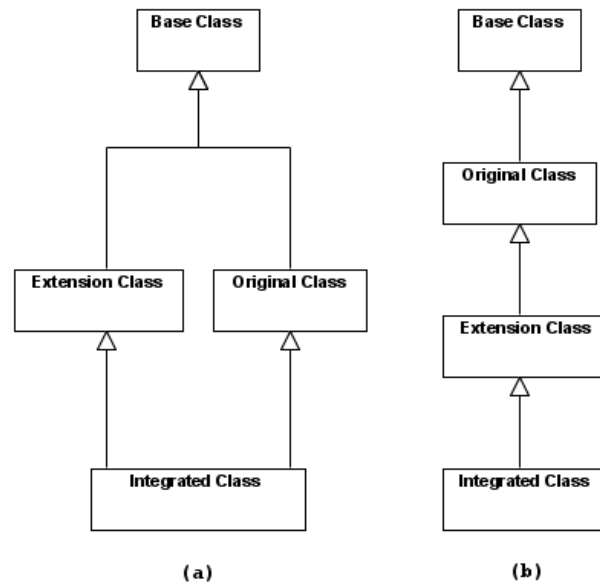 Base Class
Extension Class
Original Class
Integrated Class
(a)
Base Class
Original Class
Extension Class
Integrated Class
(b)